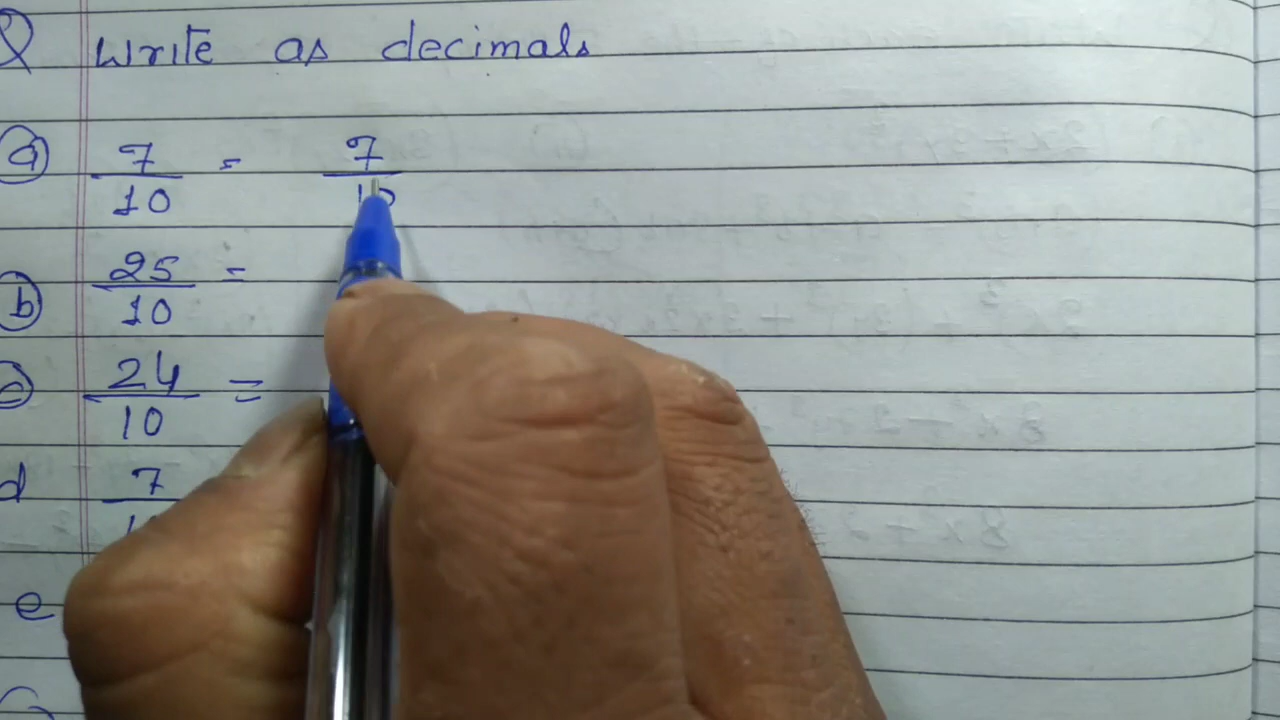 Q Write as decimals
(a) 7/10 = 7/10
(b) 25/10 =
(c) 24/10 =
d 7
e